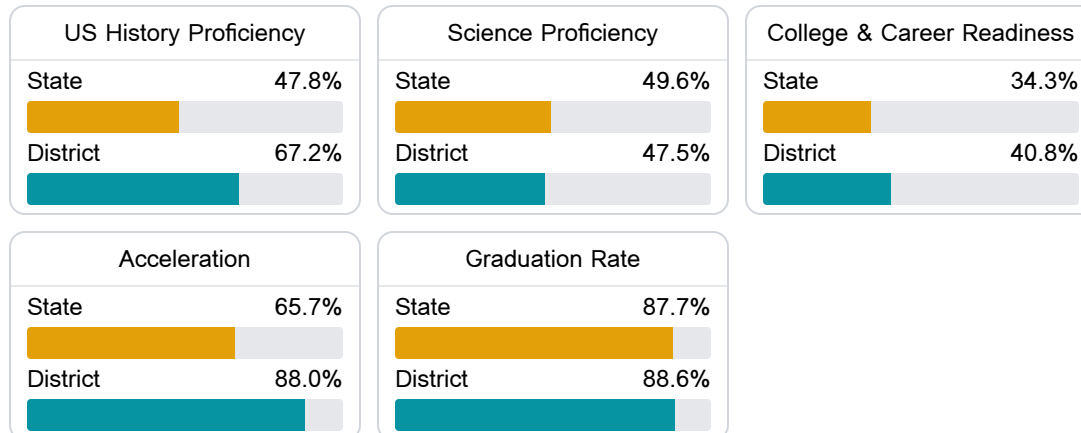 US History Proficiency
State 47.8%
District 67.2%
Science Proficiency
State 49.6%
District 47.5%
College & Career Readiness
State 34.3%
District 40.8%
Acceleration
State 65.7%
District 88.0%
Graduation Rate
State 87.7%
District 88.6%